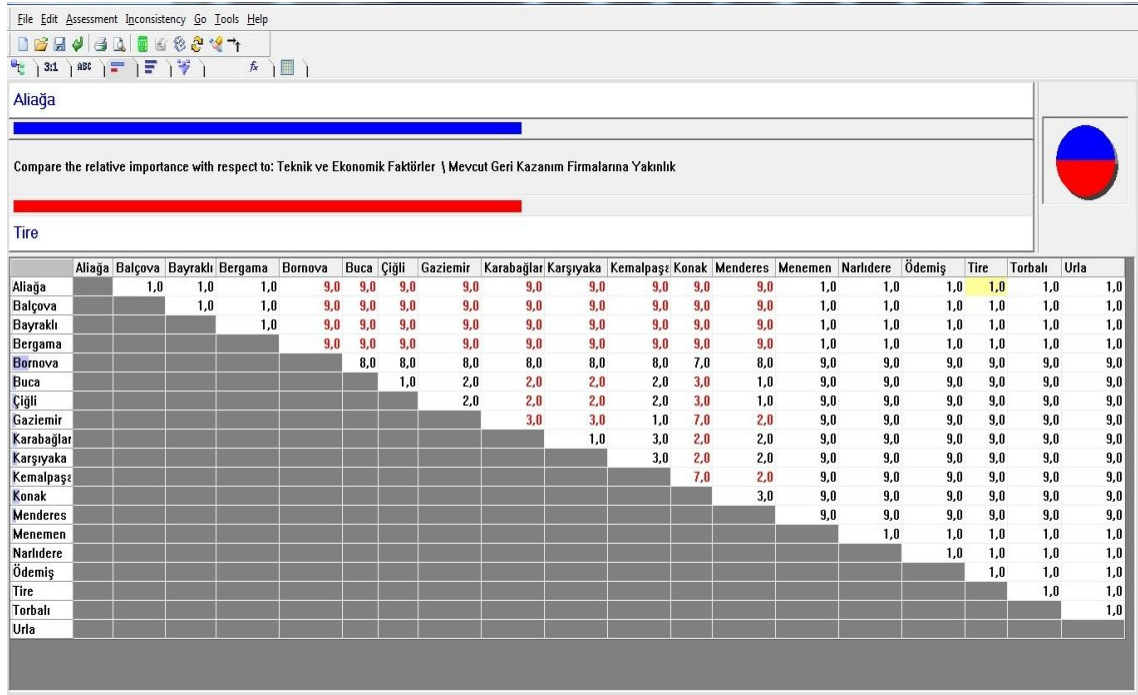 File Edit Assessment Inconsistency Go Tools Help
3:1 ABC fx
Aliağa
Compare the relative importance with respect to: Teknik ve Ekonomik Faktörler \ Mevcut Geri Kazanım Firmalarına Yakınlık
Tire
Aliağa Balçova Bayraklı Bergama Bornova Buca Çiğli Gaziemir Karabağlar Karşıyaka Kemalpaşa Konak Menderes Menemen Narlıdere Ödemiş Tire Torbalı Urla
Aliağa 1,0 1,0 1,0 9,0 9,0 9,0 9,0 9,0 9,0 9,0 9,0 9,0 1,0 1,0 1,0 1,0 1,0 1,0
Balçova 1,0 1,0 9,0 9,0 9,0 9,0 9,0 9,0 9,0 9,0 9,0 1,0 1,0 1,0 1,0 1,0 1,0
Bayraklı 1,0 9,0 9,0 9,0 9,0 9,0 9,0 9,0 9,0 9,0 1,0 1,0 1,0 1,0 1,0 1,0
Bergama 9,0 9,0 9,0 9,0 9,0 9,0 9,0 9,0 9,0 1,0 1,0 1,0 1,0 1,0 1,0
Bornova 8,0 8,0 8,0 8,0 8,0 8,0 7,0 8,0 9,0 9,0 9,0 9,0 9,0 9,0
Buca 1,0 2,0 2,0 2,0 2,0 3,0 1,0 9,0 9,0 9,0 9,0 9,0 9,0
Çiğli 2,0 2,0 2,0 2,0 3,0 1,0 9,0 9,0 9,0 9,0 9,0 9,0
Gaziemir 3,0 3,0 1,0 7,0 2,0 9,0 9,0 9,0 9,0 9,0 9,0
Karabağlar 1,0 3,0 2,0 2,0 9,0 9,0 9,0 9,0 9,0 9,0
Karşıyaka 3,0 2,0 2,0 9,0 9,0 9,0 9,0 9,0 9,0
Kemalpaşa 7,0 2,0 9,0 9,0 9,0 9,0 9,0 9,0
Konak 3,0 9,0 9,0 9,0 9,0 9,0 9,0
Menderes 9,0 9,0 9,0 9,0 9,0 9,0
Menemen 1,0 1,0 1,0 1,0 1,0
Narlıdere 1,0 1,0 1,0 1,0
Ödemiş 1,0 1,0 1,0
Tire 1,0 1,0
Torbalı 1,0
Urla